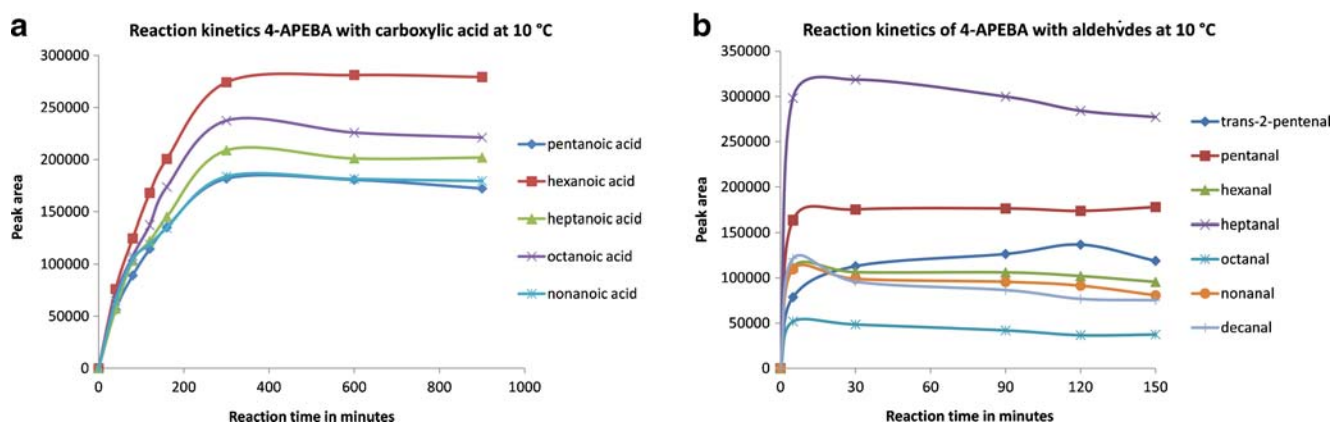 a
Reaction kinetics 4-APEBA with carboxylic acid at 10 °C
Peak area
300000
250000
200000
150000
100000
50000
0
0 200 400 600 800 1000
Reaction time in minutes
pentanoic acid
hexanoic acid
heptanoic acid
octanoic acid
nonanoic acid
b
Reaction kinetics of 4-APEBA with aldehydes at 10 °C
Peak area
350000
300000
250000
200000
150000
100000
50000
0
0 30 60 90 120 150
Reaction time in minutes
trans-2-pentenal
pentanal
hexanal
heptanal
octanal
nonanal
decanal